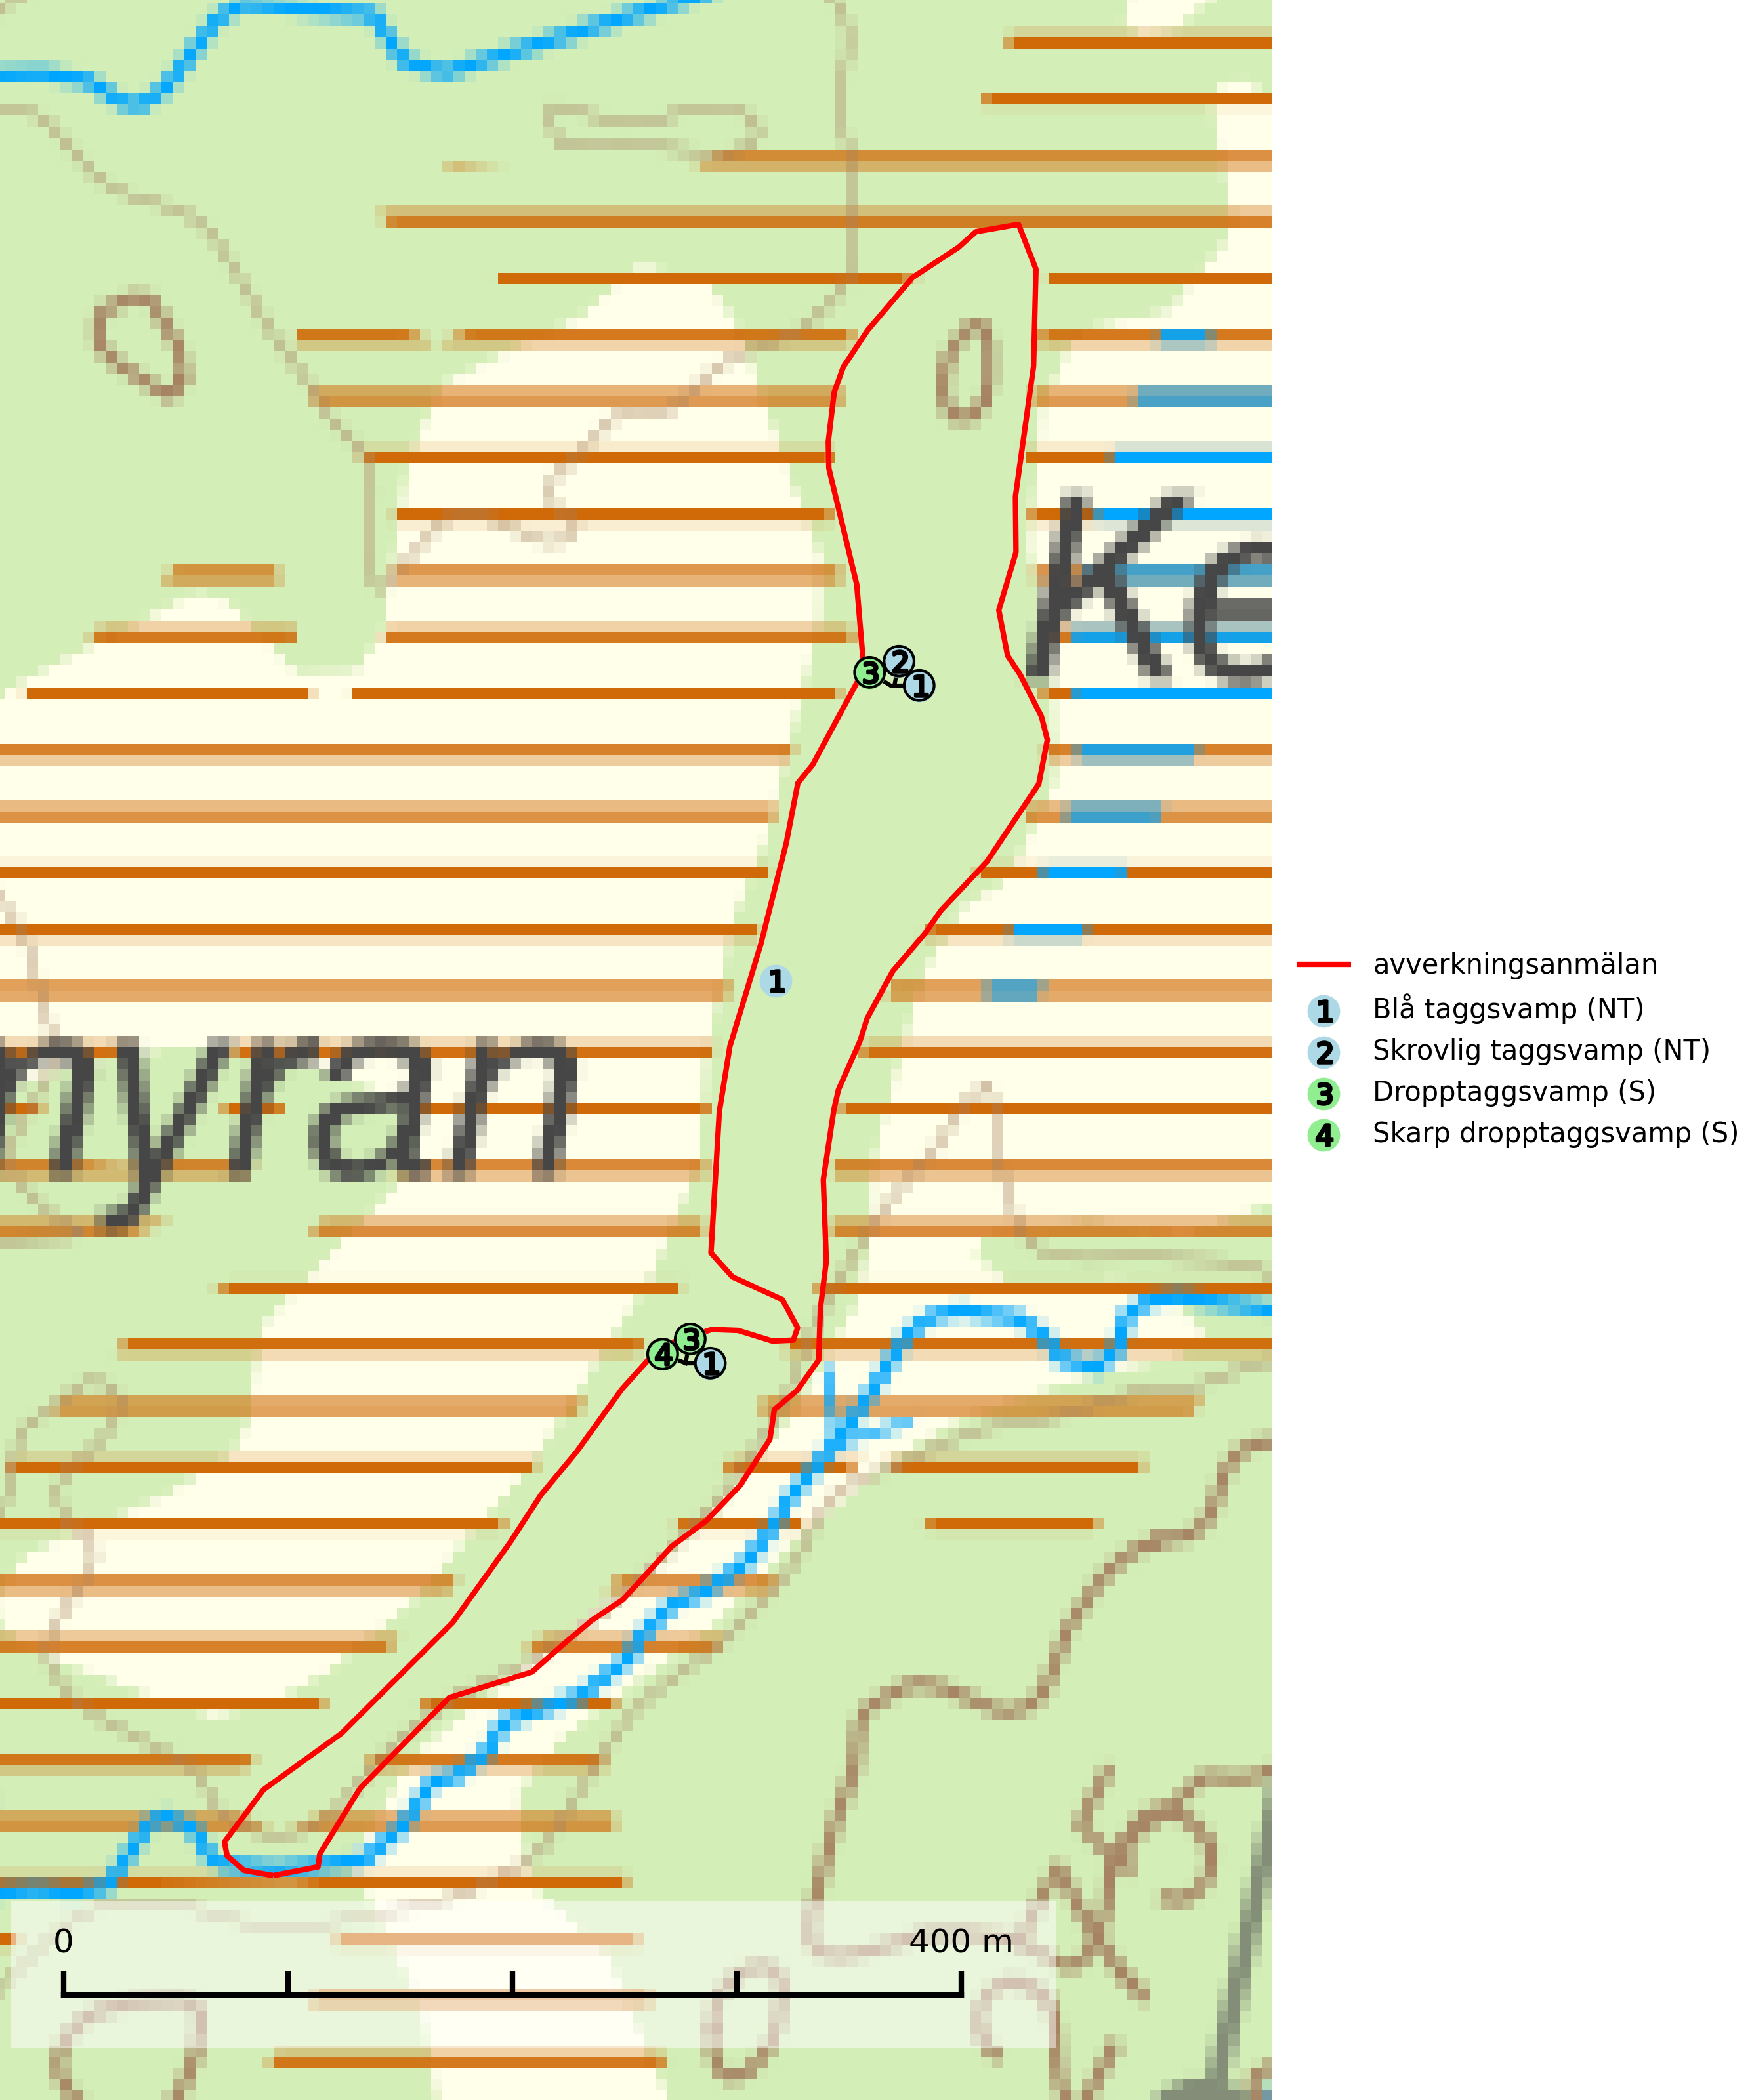 Ke
3
2
1
avverkningsanmälan
1
1 Blå taggsvamp (NT)
2 Skrovlig taggsvamp (NT)
3 Dropptaggsvamp (S)
4 Skarp dropptaggsvamp (S)
myran
3
4
1
0 400 m